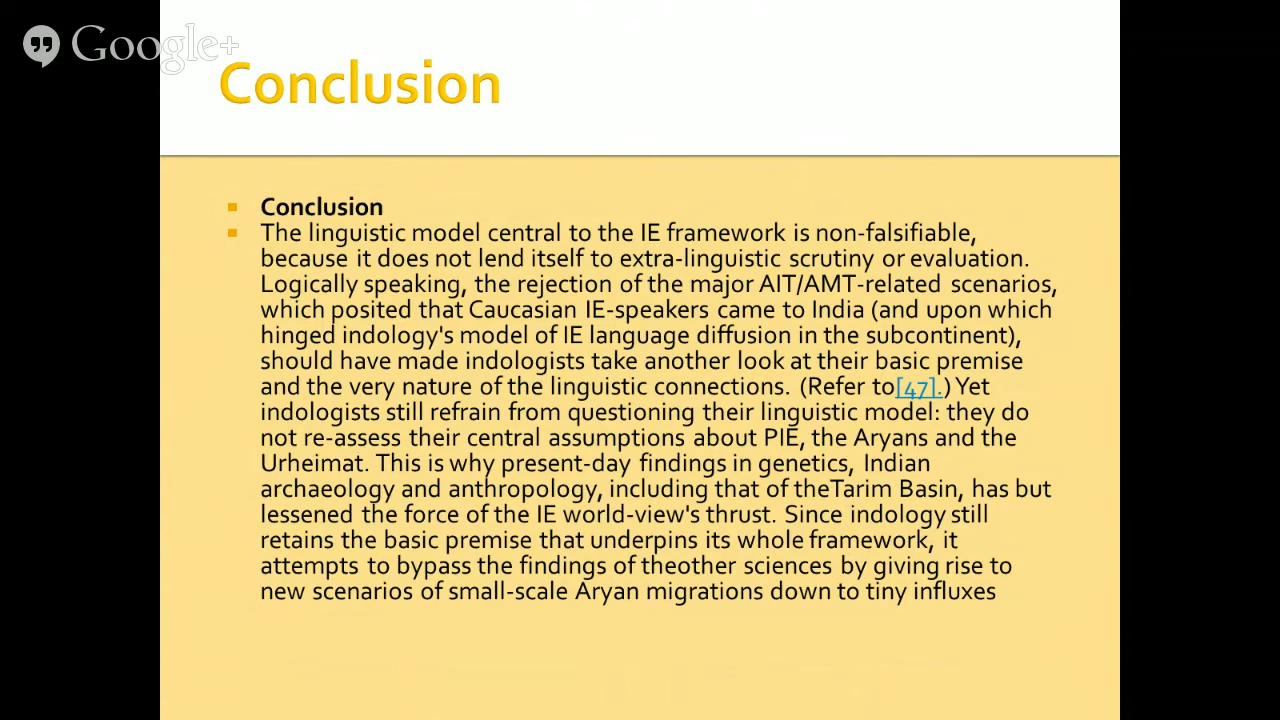 Google+
Conclusion
Conclusion
The linguistic model central to the IE framework is non-falsifiable,
because it does not lend itself to extra-linguistic scrutiny or evaluation.
Logically speaking, the rejection of the major AIT/AMT-related scenarios,
which posited that Caucasian IE-speakers came to India (and upon which
hinged indology's model of IE language diffusion in the subcontinent),
should have made indologists take another look at their basic premise
and the very nature of the linguistic connections. (Refer to[47].) Yet
indologists still refrain from questioning their linguistic model: they do
not re-assess their central assumptions about PIE, the Aryans and the
Urheimat. This is why present-day findings in genetics, Indian
archaeology and anthropology, including that of theTarim Basin, has but
lessened the force of the IE world-view's thrust. Since indology still
retains the basic premise that underpins its whole framework, it
attempts to bypass the findings of theother sciences by giving rise to
new scenarios of small-scale Aryan migrations down to tiny influxes